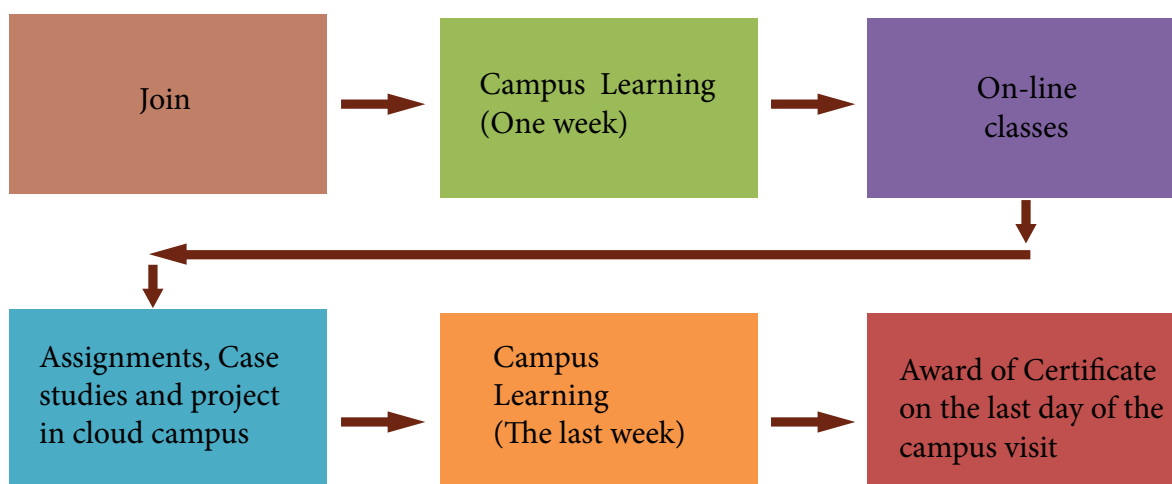 Join
Campus Learning
(One week)
On-line
classes
Assignments, Case
studies and project
in cloud campus
Campus
Learning
(The last week)
Award of Certificate
on the last day of the
campus visit